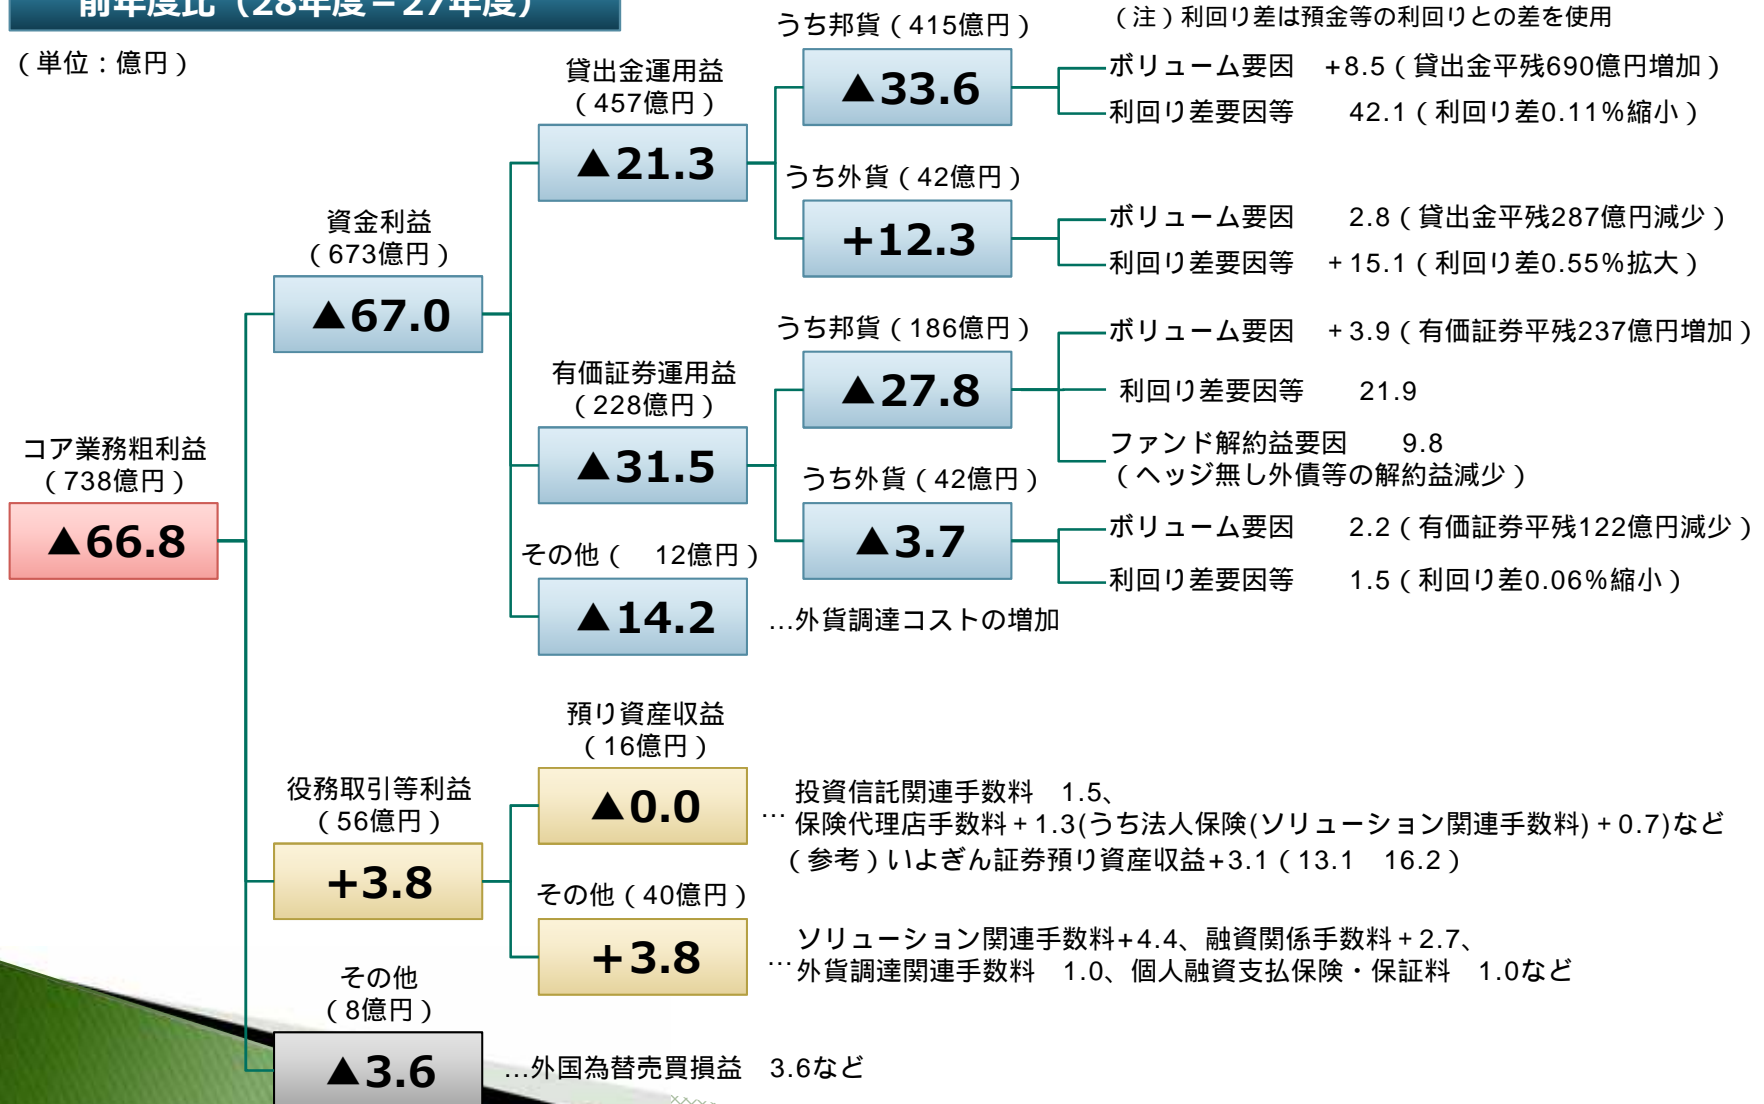 前年度比（28年度－27年度）
（単位：億円）
（注）利回り差は預金等の利回りとの差を使用
コア業務粗利益
（738億円）
▲66.8
資金利益
（673億円）
▲67.0
貸出金運用益
（457億円）
▲21.3
うち邦貨（415億円）
▲33.6
ボリューム要因　+8.5（貸出金平残690億円増加）
利回り差要因等　　42.1（利回り差0.11％縮小）
うち外貨（42億円）
+12.3
ボリューム要因　　2.8（貸出金平残287億円減少）
利回り差要因等　+15.1（利回り差0.55％拡大）
有価証券運用益
（228億円）
▲31.5
うち邦貨（186億円）
▲27.8
ボリューム要因　+3.9（有価証券平残237億円増加）
利回り差要因等　　21.9
ファンド解約益要因　　9.8
（ヘッジ無し外債等の解約益減少）
うち外貨（42億円）
▲3.7
ボリューム要因　　2.2（有価証券平残122億円減少）
利回り差要因等　　1.5（利回り差0.06％縮小）
その他（　12億円）
▲14.2
…外貨調達コストの増加
役務取引等利益
（56億円）
+3.8
預り資産収益
（16億円）
▲0.0
…投資信託関連手数料　1.5、
保険代理店手数料+1.3(うち法人保険(ソリューション関連手数料)+0.7)など
（参考）いよぎん証券預り資産収益+3.1（13.1　16.2）
その他（40億円）
+3.8
…ソリューション関連手数料+4.4、融資関係手数料+2.7、
外貨調達関連手数料　1.0、個人融資支払保険・保証料　1.0など
その他
（8億円）
▲3.6
…外国為替売買損益　3.6など